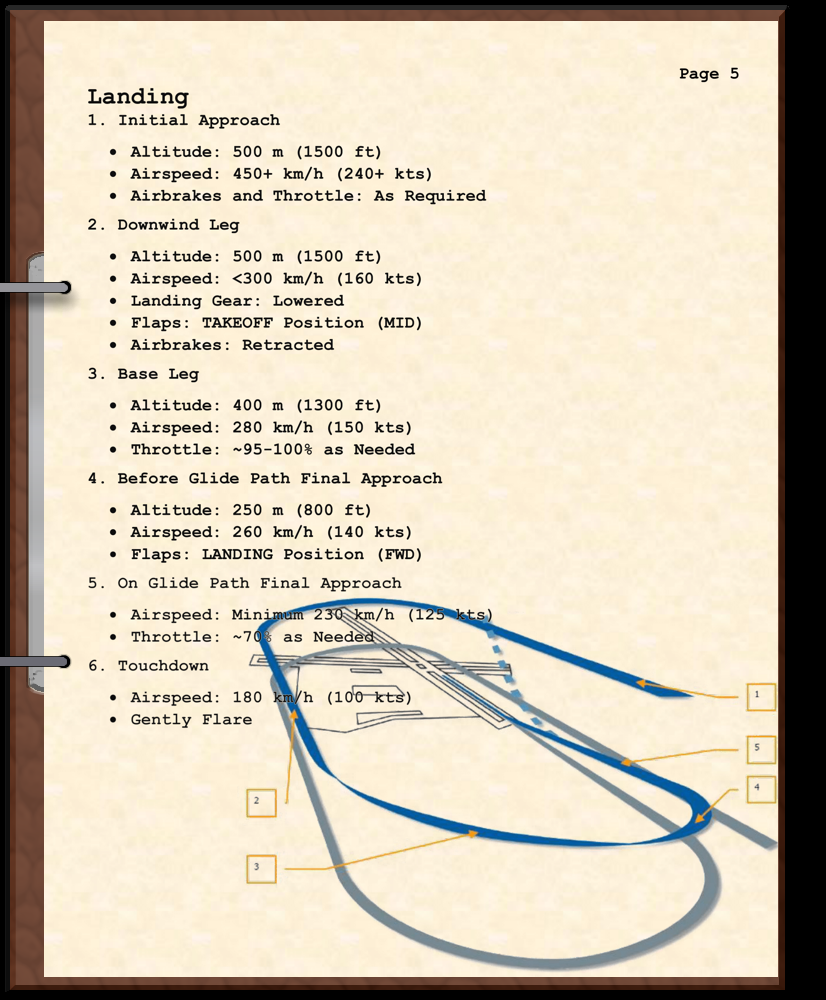 Page 5
Landing
1. Initial Approach
• Altitude: 500 m (1500 ft)
• Airspeed: 450+ km/h (240+ kts)
• Airbrakes and Throttle: As Required
2. Downwind Leg
• Altitude: 500 m (1500 ft)
• Airspeed: <300 km/h (160 kts)
• Landing Gear: Lowered
• Flaps: TAKEOFF Position (MID)
• Airbrakes: Retracted
3. Base Leg
• Altitude: 400 m (1300 ft)
• Airspeed: 280 km/h (150 kts)
• Throttle: ~95-100% as Needed
4. Before Glide Path Final Approach
• Altitude: 250 m (800 ft)
• Airspeed: 260 km/h (140 kts)
• Flaps: LANDING Position (FWD)
5. On Glide Path Final Approach
• Airspeed: Minimum 230 km/h (125 kts)
• Throttle: ~70% as Needed
6. Touchdown
• Airspeed: 180 km/h (100 kts)
• Gently Flare
1
5
4
2
3